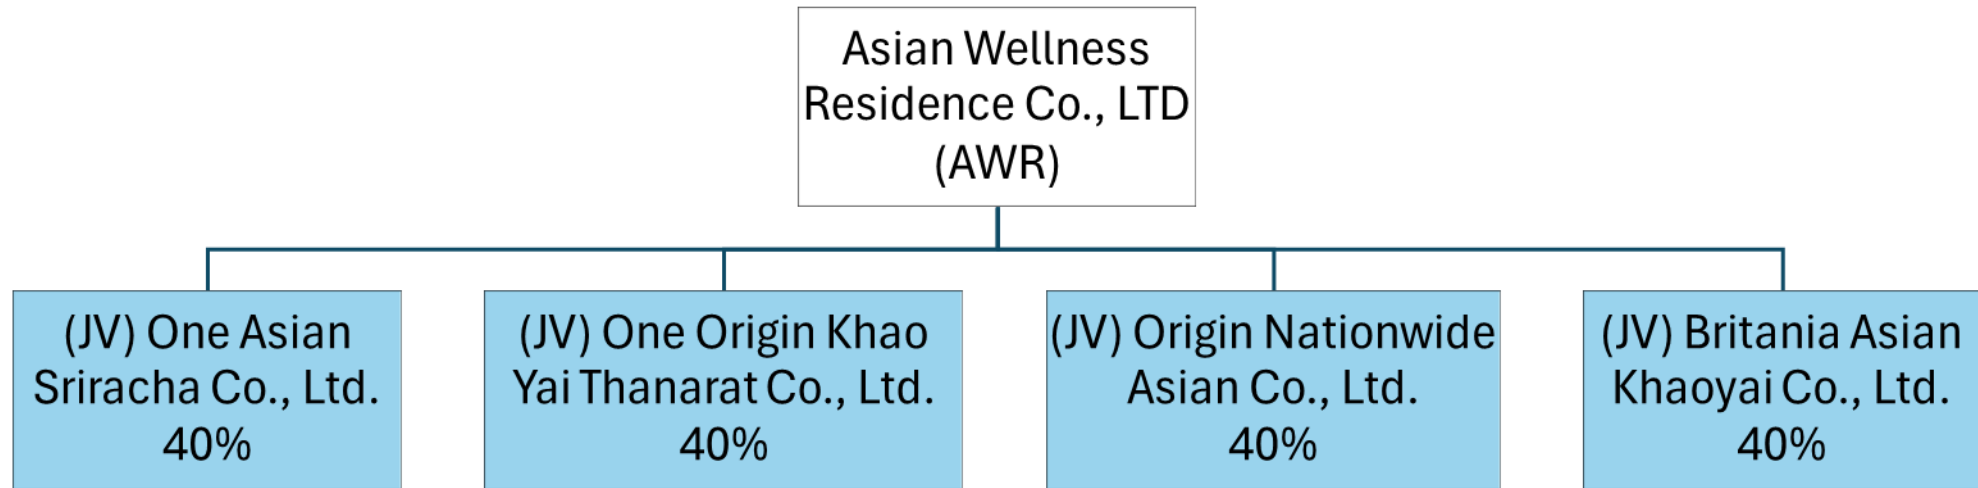 Asian Wellness
Residence Co., LTD
(AWR)
(JV) One Asian
Sriracha Co., Ltd.
40%
(JV) One Origin Khao
Yai Thanarat Co., Ltd.
40%
(JV) Origin Nationwide
Asian Co., Ltd.
40%
(JV) Britania Asian
Khaoyai Co., Ltd.
40%